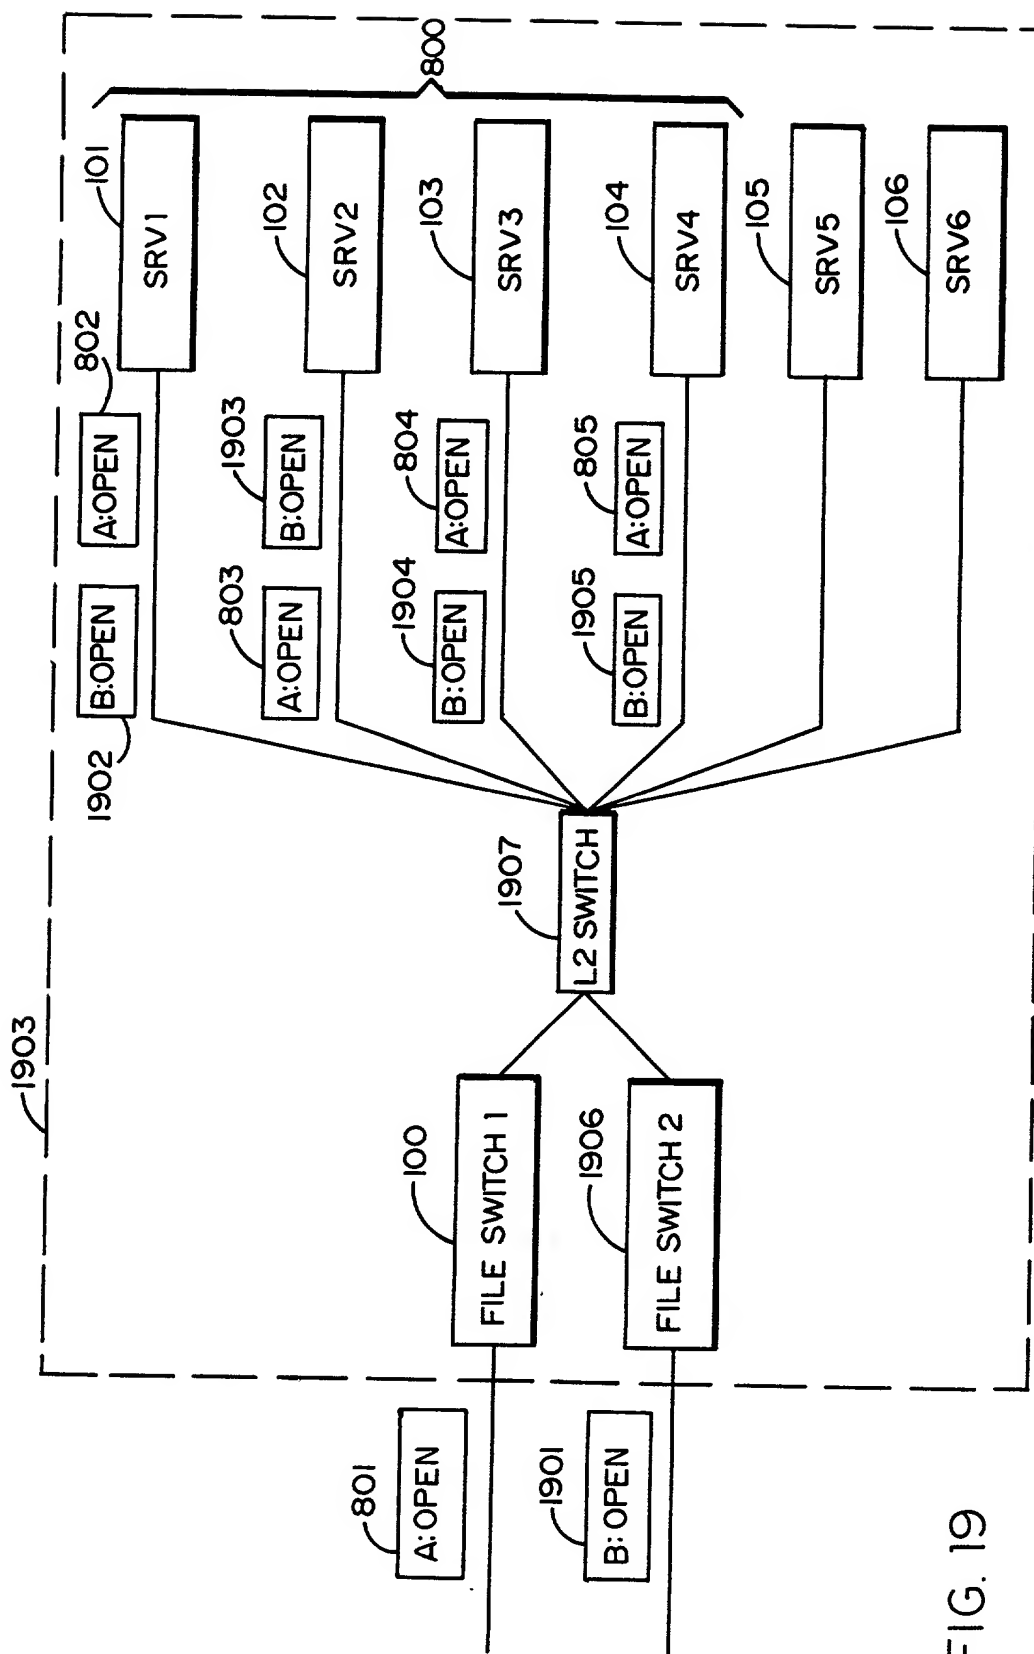 1903
801
A:OPEN
1901
B:OPEN
100
FILE SWITCH 1
1906
FILE SWITCH 2
1907
L2 SWITCH
1902
B:OPEN
A:OPEN
802
101
SRV1
803
A:OPEN
1903
B:OPEN
102
SRV2
1904
B:OPEN
804
A:OPEN
103
SRV3
1905
B:OPEN
805
A:OPEN
104
SRV4
800
105
SRV5
106
SRV6
FIG. 19